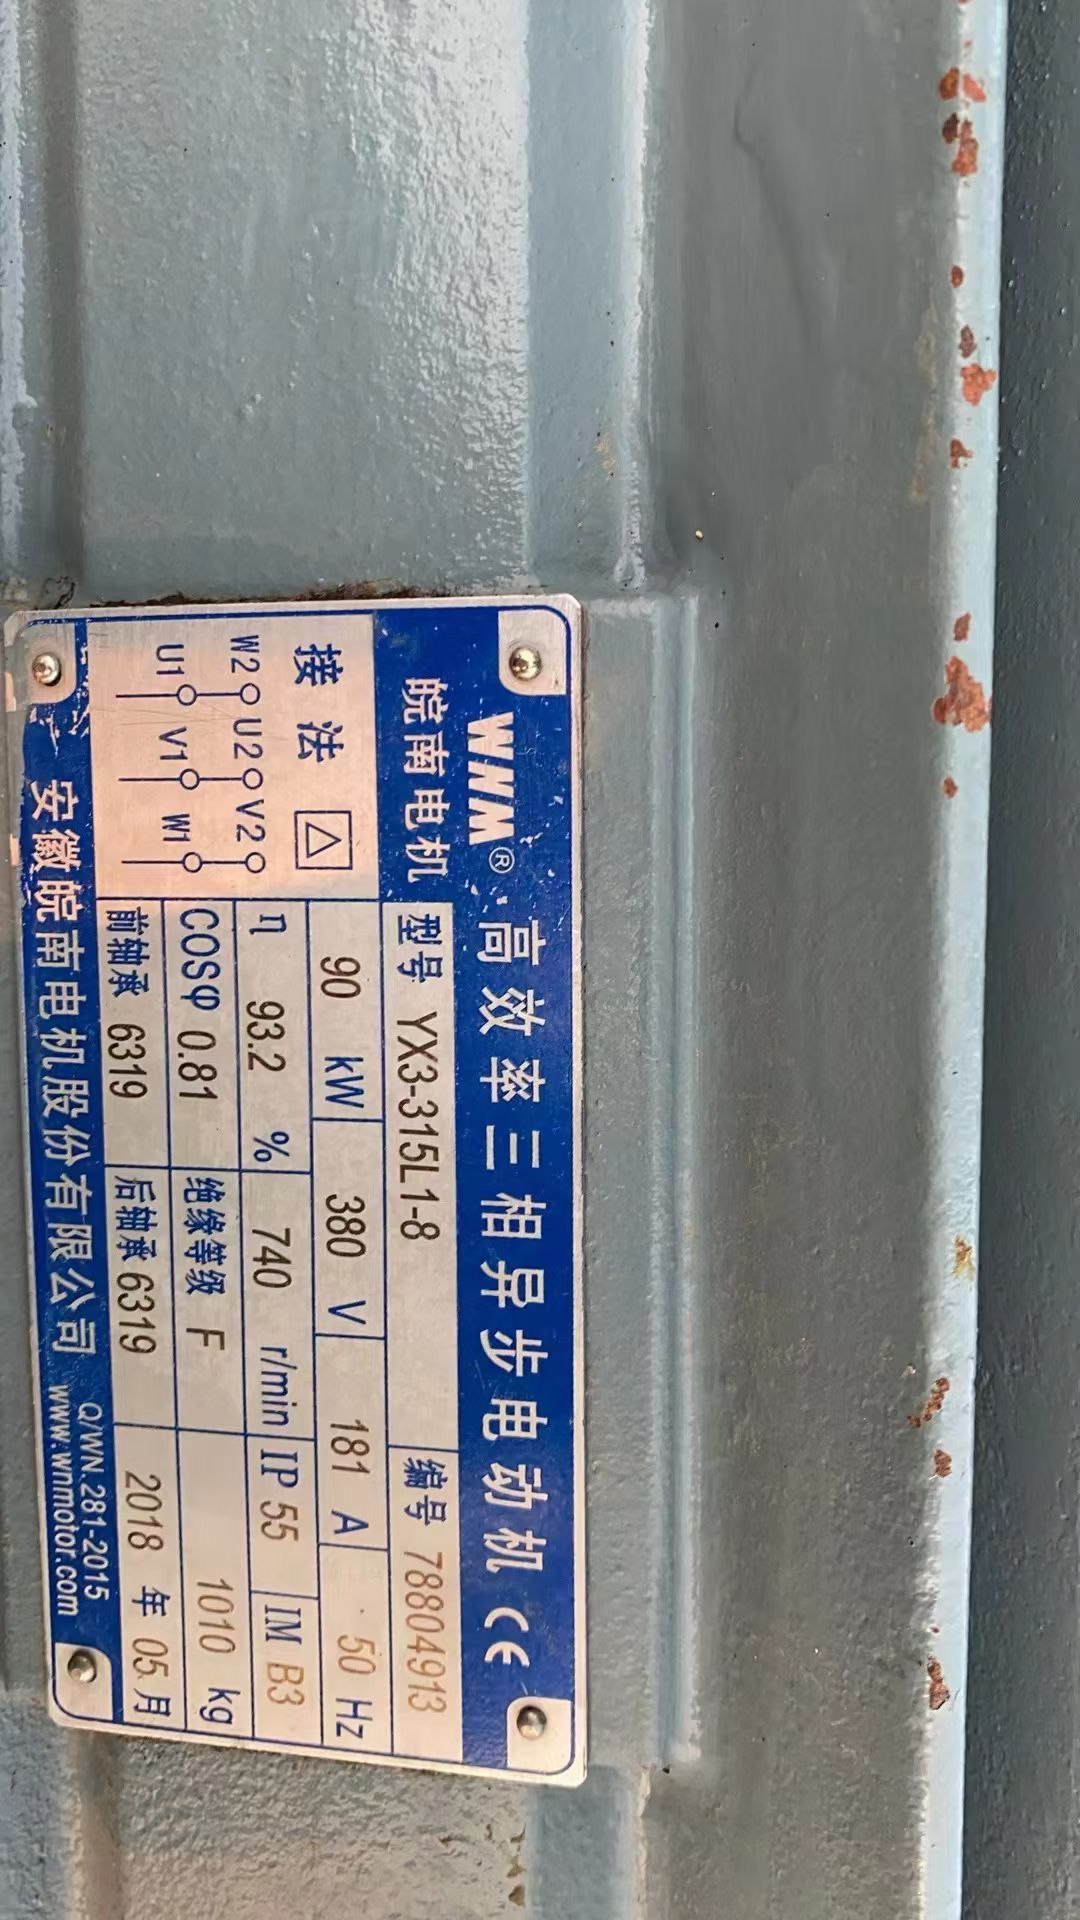 WNM® 高效率三相异步电动机 CE
皖南电机 型号 YX3-315L1-8 编号 78804913
接法 △ 90 kW 380 V 181 A 50 Hz
W2 U2 V2 η 93.2 % 740 r/min IP 55 IM B3
U1 V1 W1 COSφ 0.81 绝缘等级 F 1010 kg
前轴承 6319 后轴承 6319 2018 年 05 月
安徽皖南电机股份有限公司 Q/WN.281-2015
www.wnmotor.com